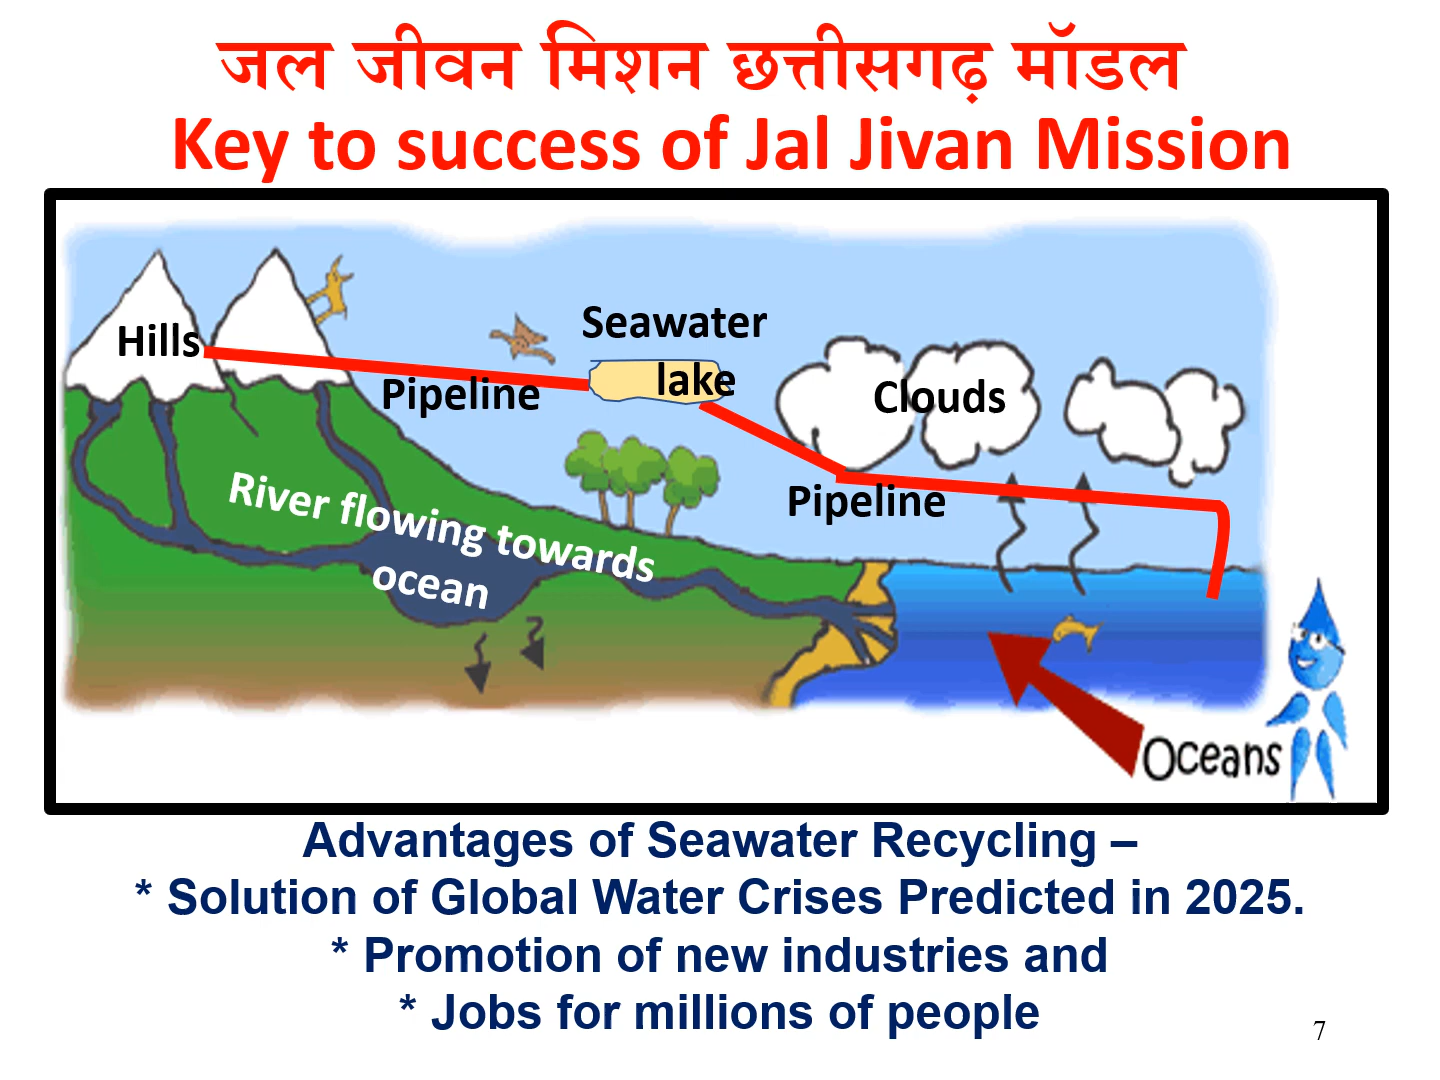 जल जीवन मिशन छत्तीसगढ़ मॉडल
Key to success of Jal Jivan Mission
Seawater
lake
Hills
Pipeline
Clouds
Pipeline
River flowing towards
ocean
Oceans
Advantages of Seawater Recycling –
* Solution of Global Water Crises Predicted in 2025.
* Promotion of new industries and
* Jobs for millions of people
7